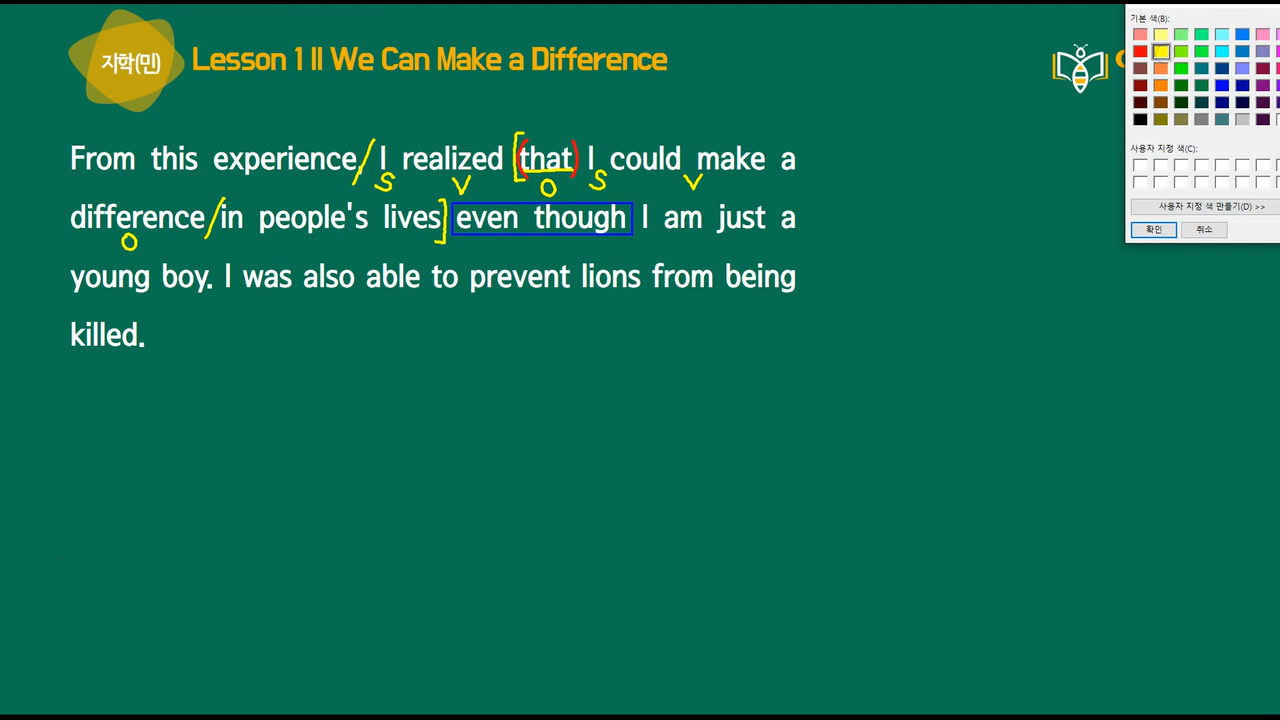 지학(민)
Lesson 1 II We Can Make a Difference
From this experience, I realized (that) I could make a
S V O S V
difference in people's lives even though I am just a
O
young boy. I was also able to prevent lions from being
killed.
기본 색(B):
사용자 지정 색(C):
사용자 지정 색 만들기(D) >>
확인 취소